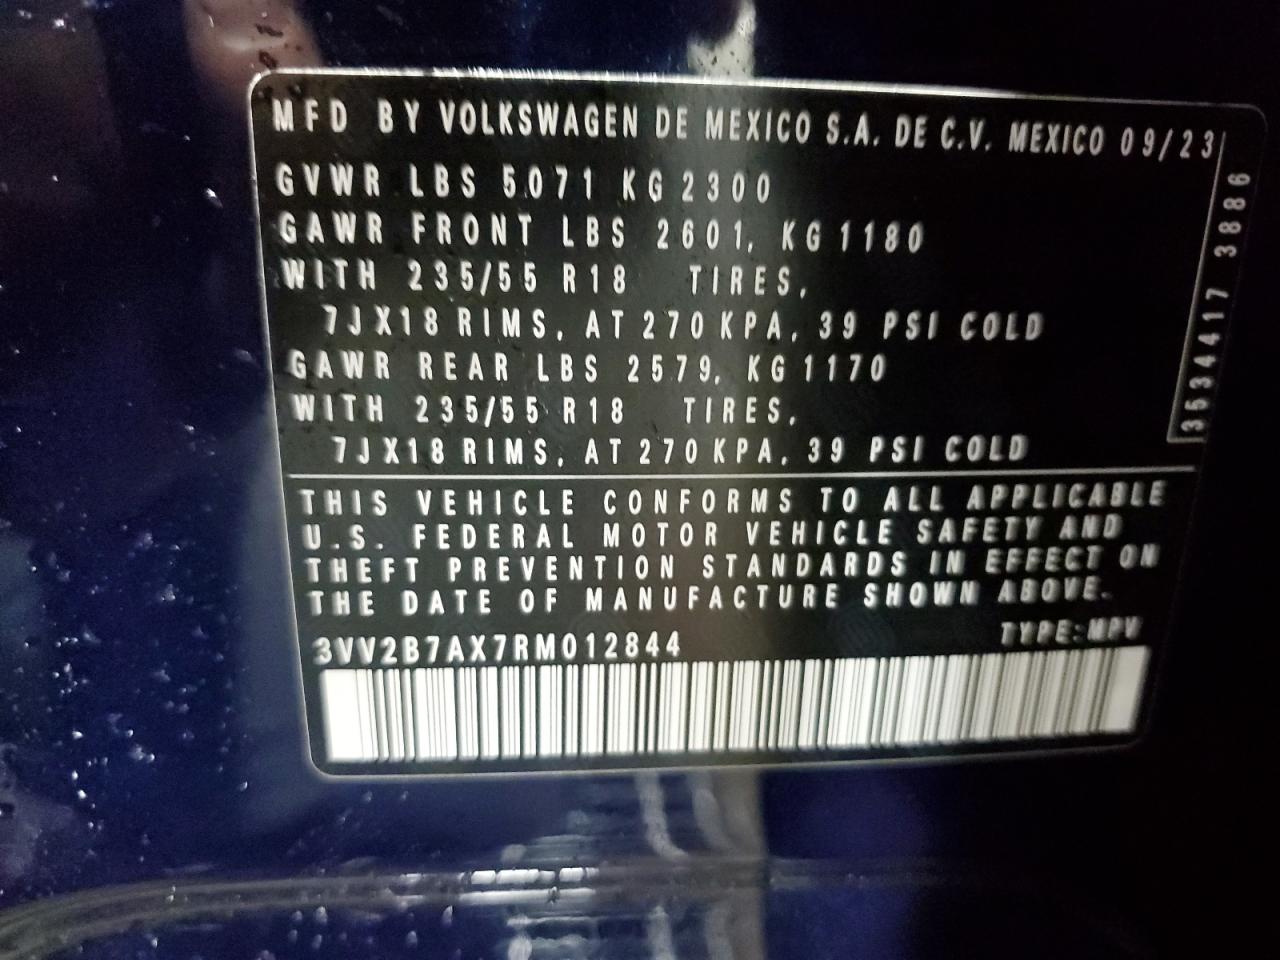 MFD BY VOLKSWAGEN DE MEXICO S.A. DE C.V. MEXICO 09/23
GVWR LBS 5071 KG 2300
GAWR FRONT LBS 2601, KG 1180
WITH 235/55 R18 TIRES,
7JX18 RIMS, AT 270 KPA, 39 PSI COLD
GAWR REAR LBS 2579, KG 1170
WITH 235/55 R18 TIRES,
7JX18 RIMS, AT 270 KPA, 39 PSI COLD
3534417 3886
THIS VEHICLE CONFORMS TO ALL APPLICABLE
U.S. FEDERAL MOTOR VEHICLE SAFETY AND
THEFT PREVENTION STANDARDS IN EFFECT ON
THE DATE OF MANUFACTURE SHOWN ABOVE.
TYPE:MPV
3VV2B7AX7RM012844